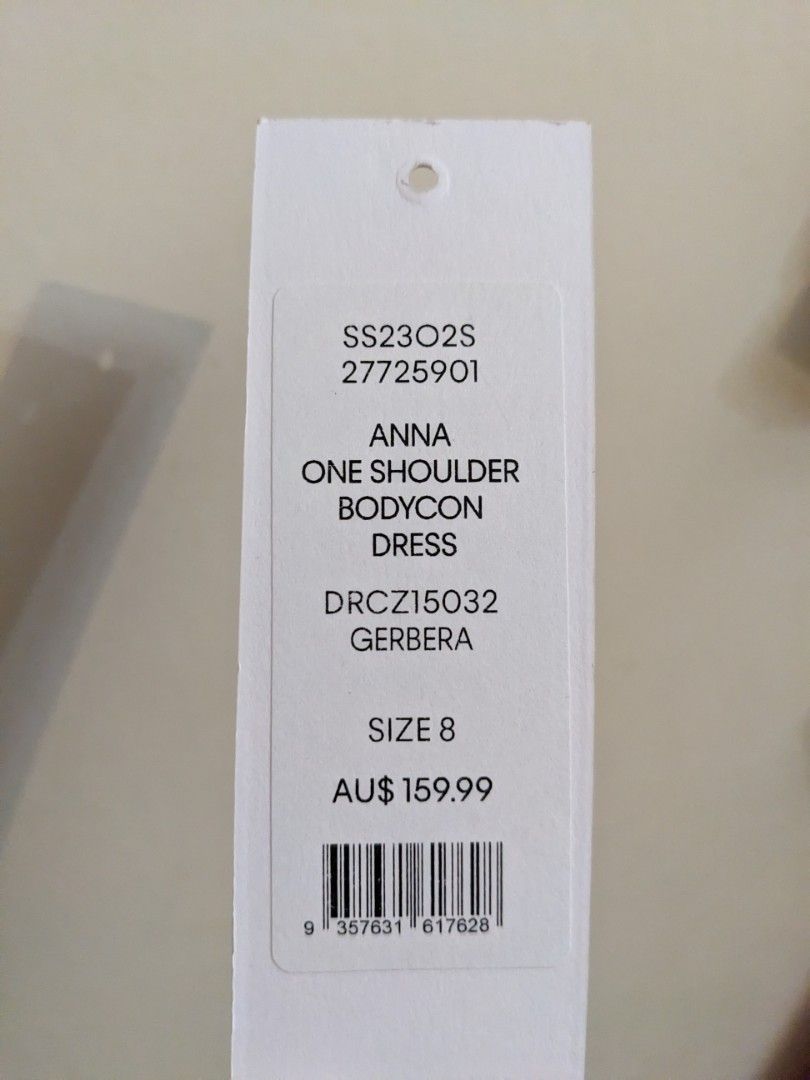 SS23O2S
27725901
ANNA
ONE SHOULDER
BODYCON
DRESS
DRCZ15032
GERBERA
SIZE 8
AU$ 159.99
9 357631 617628